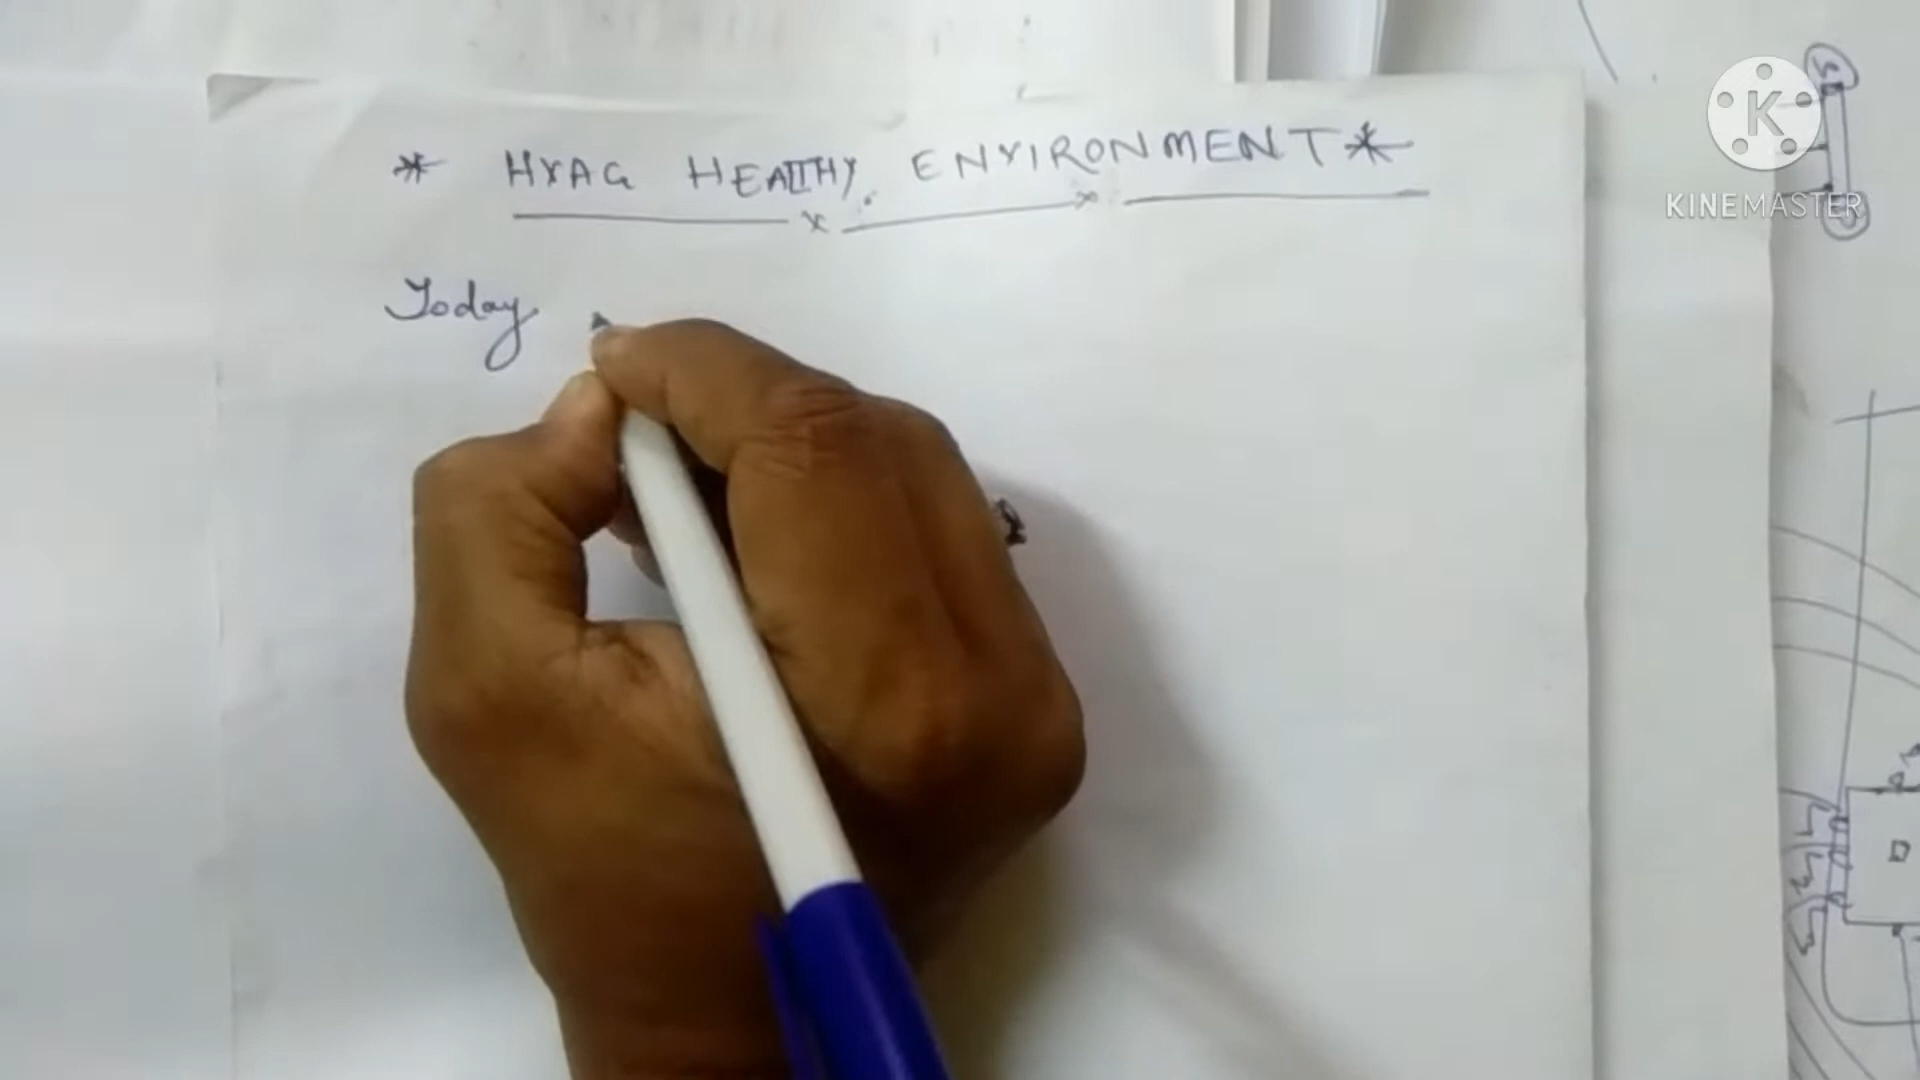 * HYAG HEALTHY ENVIRONMENT *
Today
K
KINEMASTER